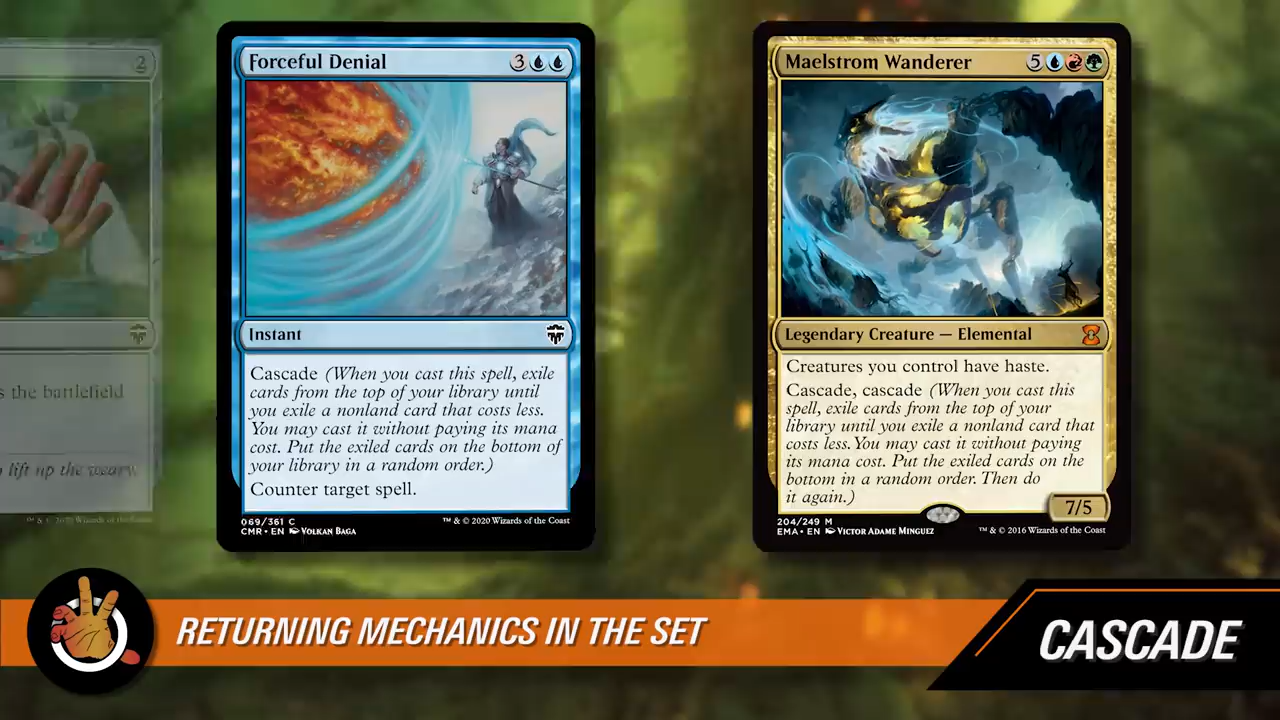 2
s the battlefield
lift up the weary.
Forceful Denial 3
Instant
Cascade (When you cast this spell, exile
cards from the top of your library until
you exile a nonland card that costs less.
You may cast it without paying its mana
cost. Put the exiled cards on the bottom of
your library in a random order.)
Counter target spell.
069/361 C
CMR • EN Volkan Baga
™ & © 2020 Wizards of the Coast
Maelstrom Wanderer 5
Legendary Creature — Elemental
Creatures you control have haste.
Cascade, cascade (When you cast this
spell, exile cards from the top of your
library until you exile a nonland card that
costs less. You may cast it without paying
its mana cost. Put the exiled cards on the
bottom in a random order. Then do
it again.)
7/5
204/249 M
EMA • EN Victor Adame Minguez
™ & © 2016 Wizards of the Coast
RETURNING MECHANICS IN THE SET
CASCADE